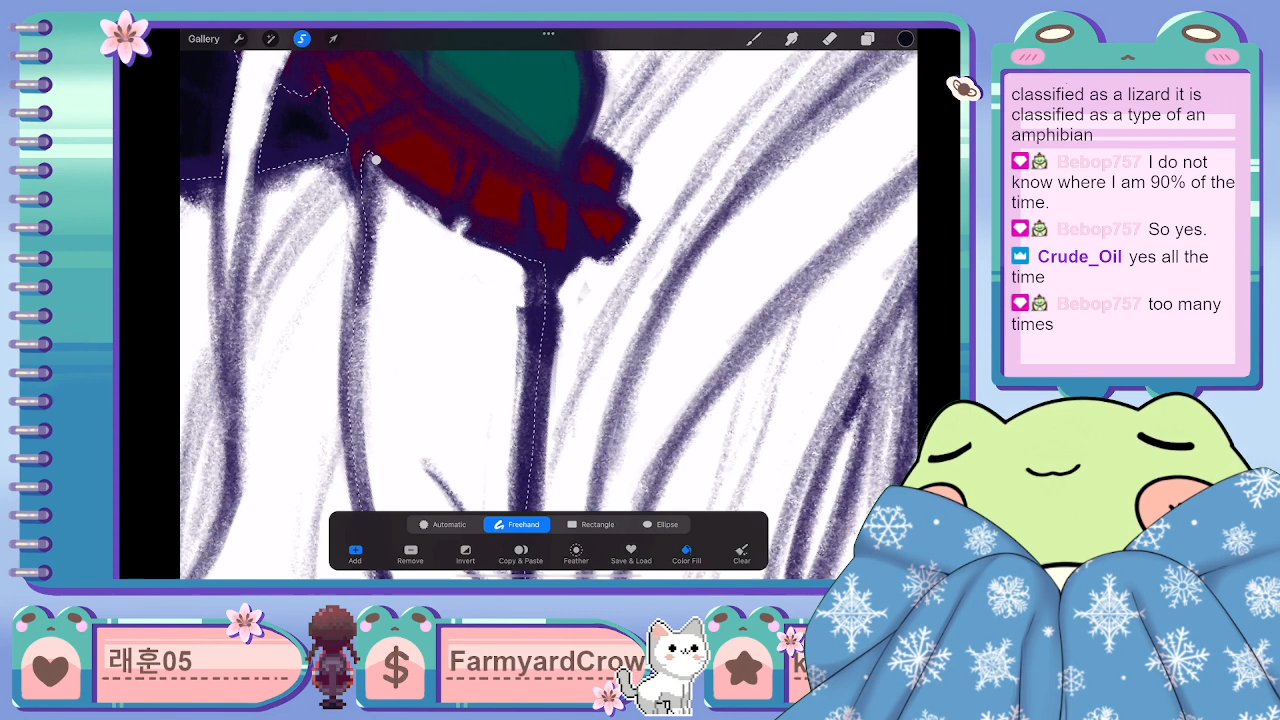 Gallery
classified as a lizard it is
classified as a type of an
amphibian
Bebop757 I do not
know where I am 90% of the
time.
Bebop757 So yes.
Crude_Oil yes all the
time
Bebop757 too many
times
Automatic Freehand Rectangle Ellipse
Add Remove Invert Copy & Paste Feather Save & Load Color Fill Clear
래훈05
$
FarmyardCrow